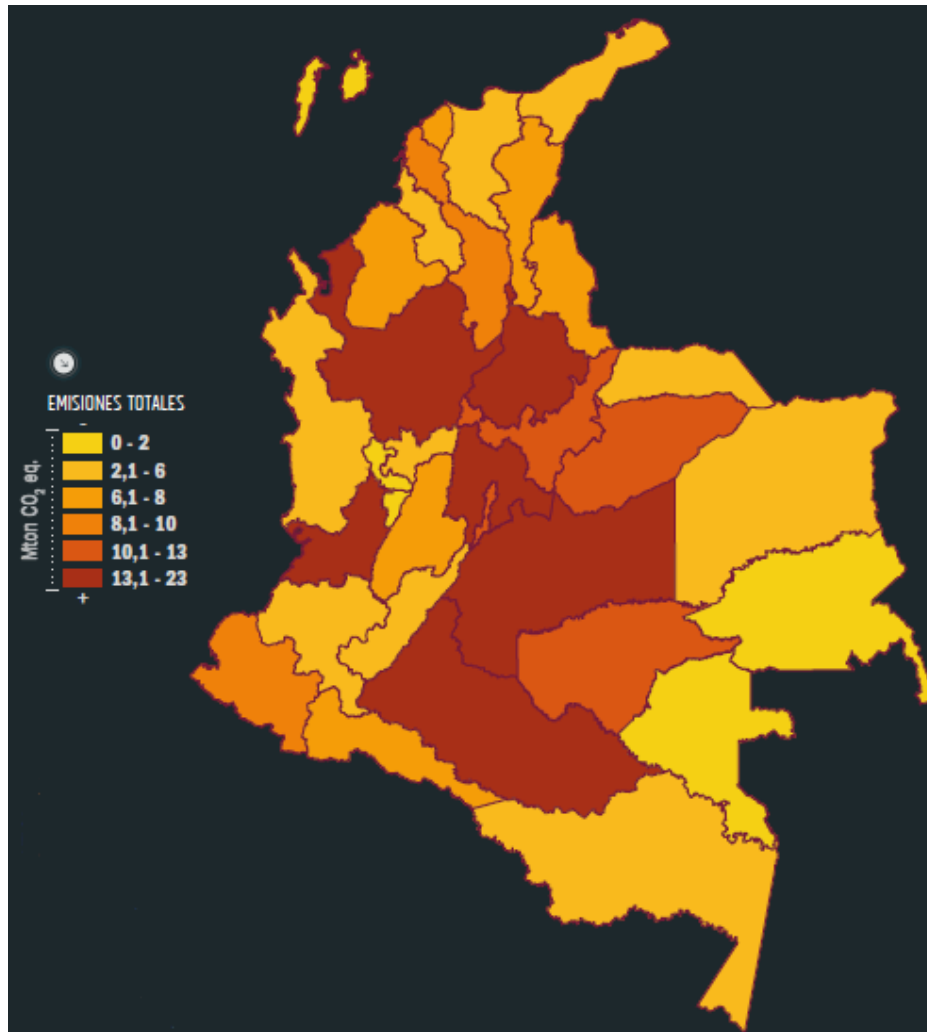 EMISIONES TOTALES
-
0 - 2
2,1 - 6
6,1 - 8
8,1 - 10
10,1 - 13
13,1 - 23
+
Mton CO₂ eq.